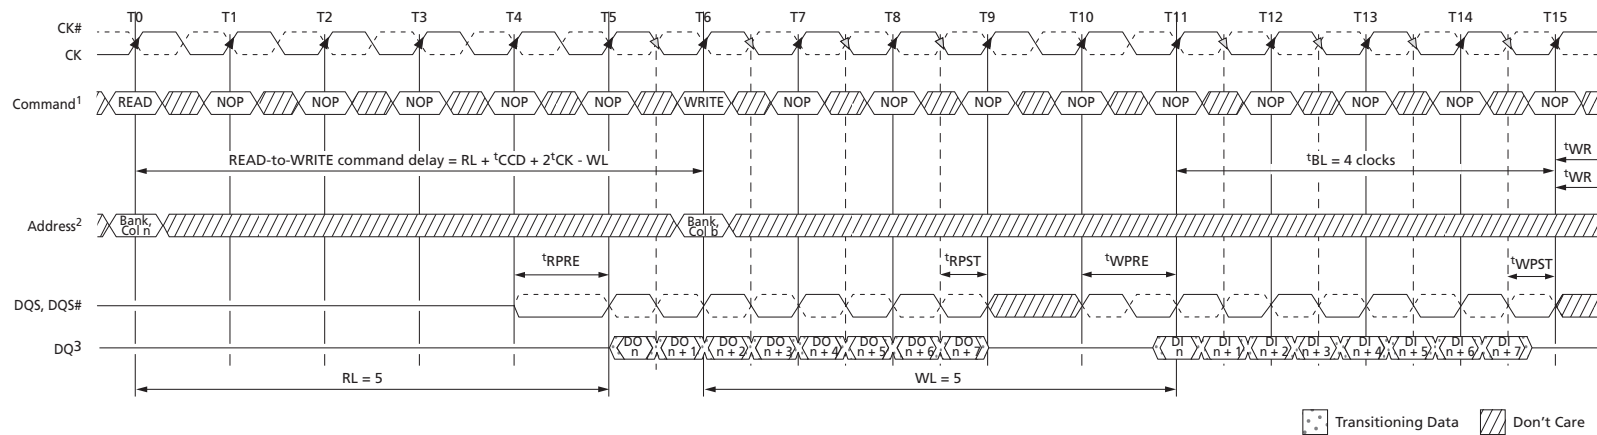 T0 T1 T2 T3 T4 T5 T6 T7 T8 T9 T10 T11 T12 T13 T14 T15
CK#
CK
Command1 READ NOP NOP NOP NOP NOP WRITE NOP NOP NOP NOP NOP NOP NOP NOP NOP
READ-to-WRITE command delay = RL + tCCD + 2tCK - WL
tBL = 4 clocks
tWR
tWR
Address2 Bank, Col n Bank, Col b
tRPRE tRPST tWPRE tWPST
DQS, DQS#
DQ3 DO n DO n + 1 DO n + 2 DO n + 3 DO n + 4 DO n + 5 DO n + 6 DO n + 7 DI n DI n + 1 DI n + 2 DI n + 3 DI n + 4 DI n + 5 DI n + 6 DI n + 7
RL = 5 WL = 5
Transitioning Data Don't Care